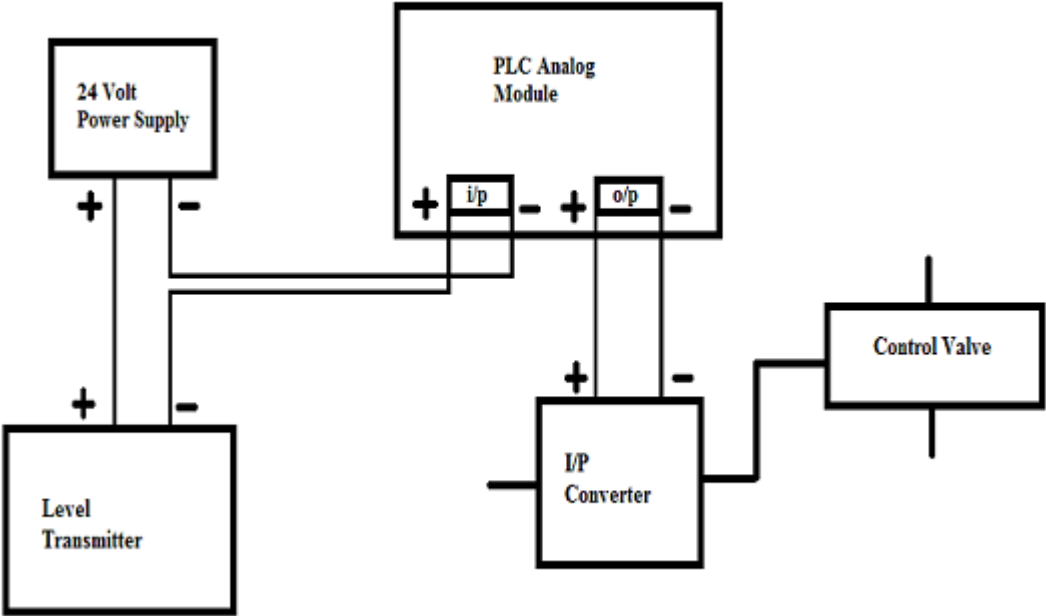 24 Volt
Power Supply
PLC Analog
Module
+ -
+ i/p - + o/p -
+ -
+ -
Control Valve
I/P
Converter
Level
Transmitter